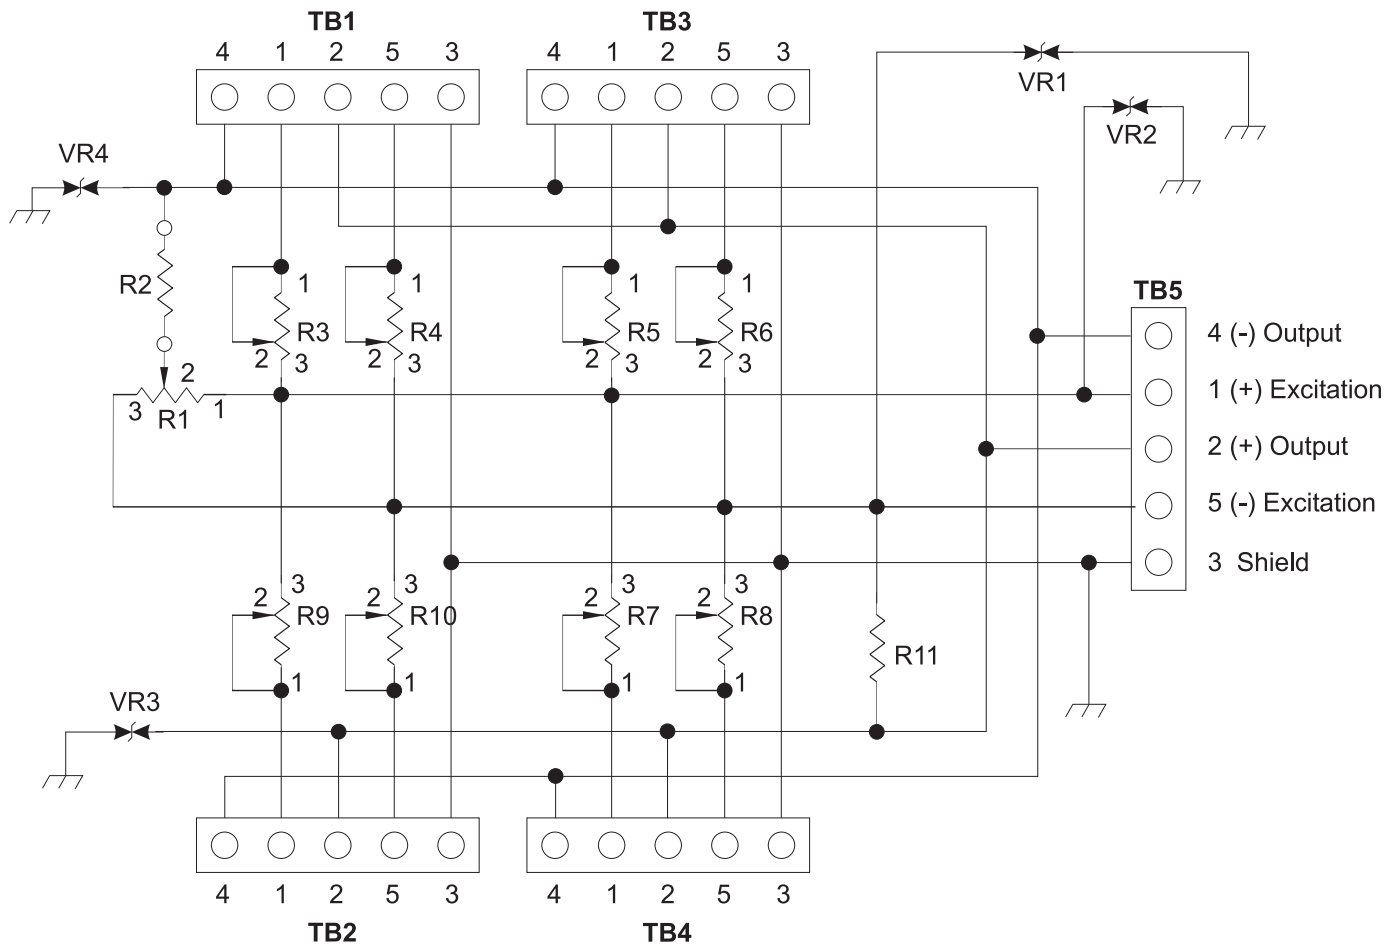 TB1 TB3
4 1 2 5 3 4 1 2 5 3
VR1
VR2
VR4
1 1 1 1
R2 R3 R4 R5 R6
2 2 2 2
3 3 3 3
2
3 R1 1
TB5
4 (-) Output
1 (+) Excitation
2 (+) Output
5 (-) Excitation
3 Shield
3 3 3 3
2 2 2 2
R9 R10 R7 R8
R11
1 1 1 1
VR3
4 1 2 5 3 4 1 2 5 3
TB2 TB4